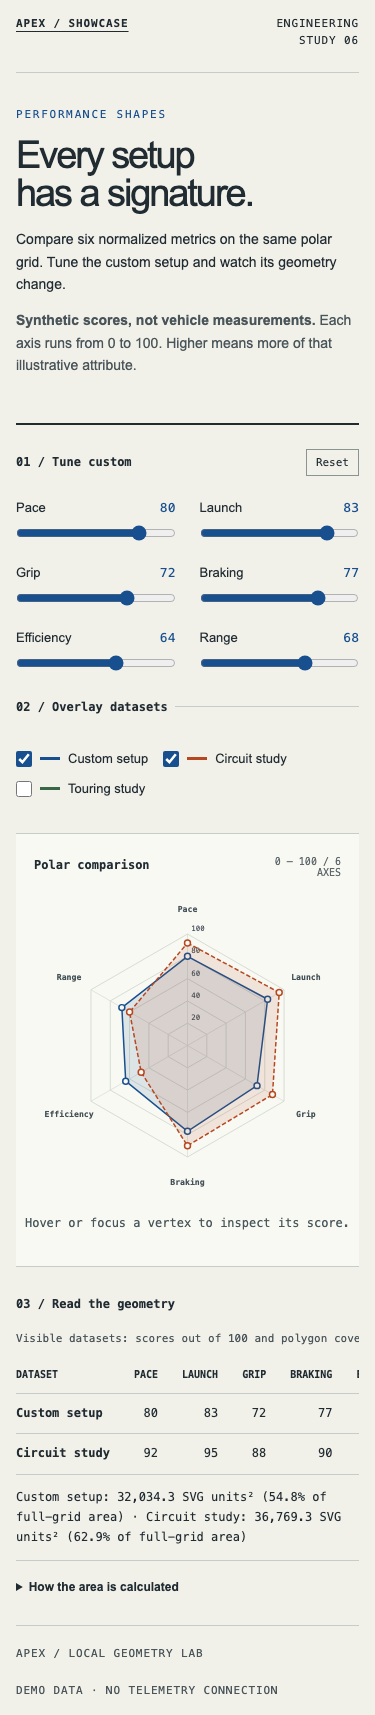 APEX / SHOWCASE
ENGINEERING
STUDY 06
PERFORMANCE SHAPES
Every setup
has a signature.
Compare six normalized metrics on the same polar
grid. Tune the custom setup and watch its geometry
change.
Synthetic scores, not vehicle measurements. Each
axis runs from 0 to 100. Higher means more of that
illustrative attribute.
01 / Tune custom
Reset
Pace 80
Launch 83
Grip 72
Braking 77
Efficiency 64
Range 68
02 / Overlay datasets
Custom setup
Circuit study
Touring study
Polar comparison
0 — 100 / 6
AXES
Pace
100
80
60
40
20
Range
Launch
Efficiency
Grip
Braking
Hover or focus a vertex to inspect its score.
03 / Read the geometry
Visible datasets: scores out of 100 and polygon cove
DATASET PACE LAUNCH GRIP BRAKING
Custom setup 80 83 72 77
Circuit study 92 95 88 90
Custom setup: 32,034.3 SVG units² (54.8% of
full-grid area) · Circuit study: 36,769.3 SVG
units² (62.9% of full-grid area)
How the area is calculated
APEX / LOCAL GEOMETRY LAB
DEMO DATA · NO TELEMETRY CONNECTION